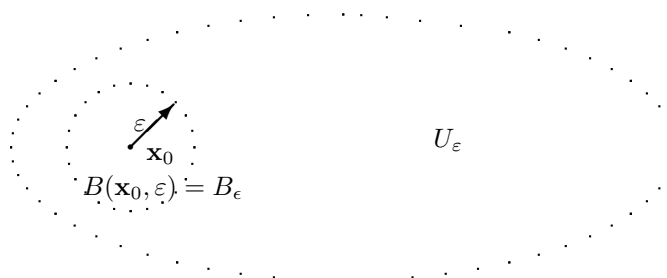 ε
U_ε
x₀
B(x₀, ε) = B_ϵ